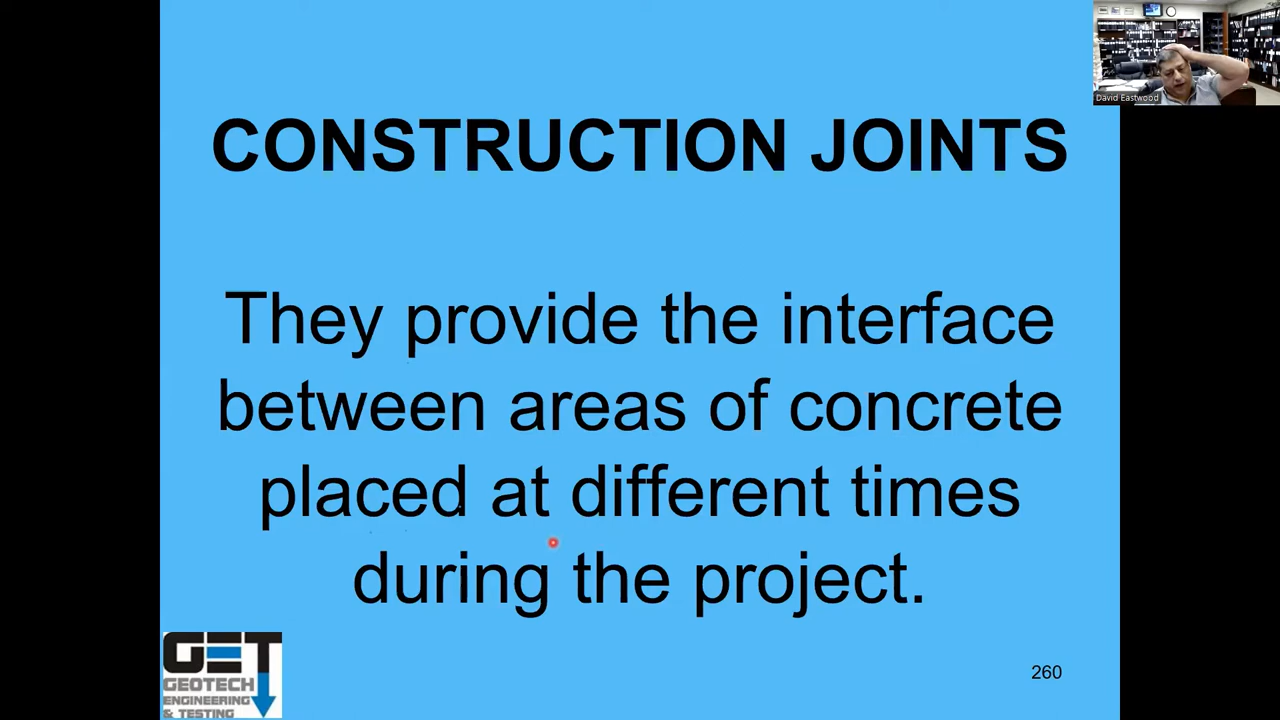 David Eastwood
CONSTRUCTION JOINTS
They provide the interface
between areas of concrete
placed at different times
during the project.
GET
GEOTECH
ENGINEERING
& TESTING
260